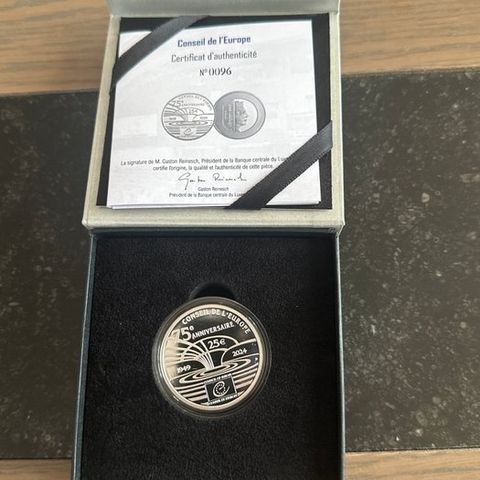 Conseil de l'Europe
Certificat d'authenticité
N° 0096
La signature de M. Gaston Reinesch, Président de la Banque centrale du Lu
certifie l'origine, la qualité et l'authenticité de cette pièce.
Gaston Reinesch
Président de la Banque centrale du Luxe
CONSEIL DE L'EUROPE
75e ANNIVERSAIRE
25€
1949 2024